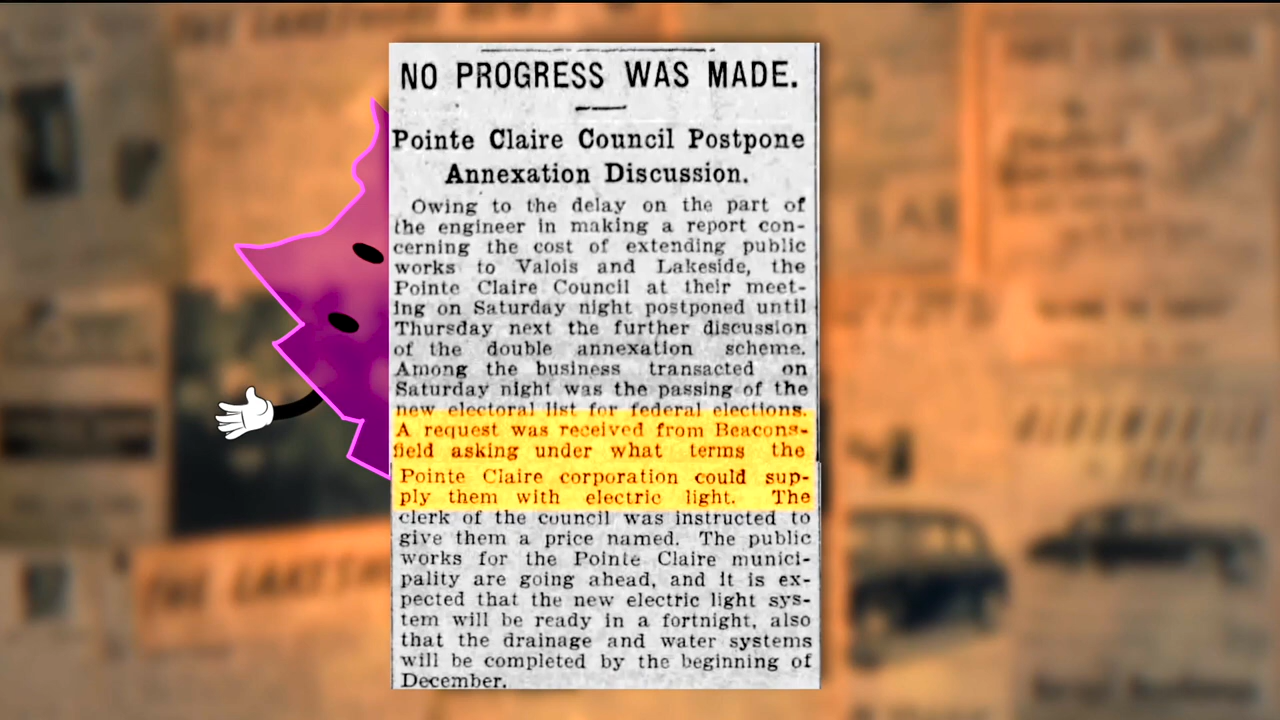 NO PROGRESS WAS MADE.
Pointe Claire Council Postpone
Annexation Discussion.
Owing to the delay on the part of
the engineer in making a report con-
cerning the cost of extending public
works to Valois and Lakeside, the
Pointe Claire Council at their meet-
ing on Saturday night postponed until
Thursday next the further discussion
of the double annexation scheme.
Among the business transacted on
Saturday night was the passing of the
new electoral list for federal elections.
A request was received from Beacons-
field asking under what terms the
Pointe Claire corporation could sup-
ply them with electric light. The
clerk of the council was instructed to
give them a price named. The public
works for the Pointe Claire munici-
pality are going ahead, and it is ex-
pected that the new electric light sys-
tem will be ready in a fortnight, also
that the drainage and water systems
will be completed by the beginning of
December.